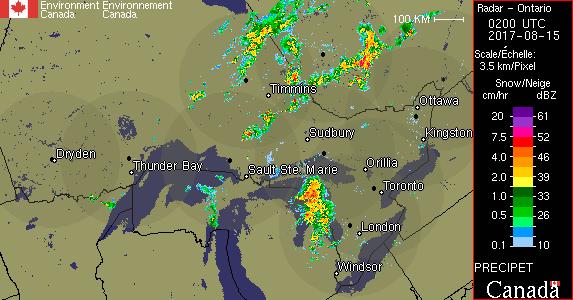 Environment Environnement
Canada Canada
100 KM
Timmins
Ottawa
Sudbury
Kingston
Dryden
Thunder Bay
Sault Ste. Marie
Orillia
Toronto
London
Windsor
Radar - Ontario
0200 UTC
2017-08-15
Scale/Échelle:
3.5 km/Pixel
Snow/Neige
cm/hr dBZ
20 61
7.5 52
4.0 46
2.0 39
1.0 33
0.5 26
0.1 10
PRECIPET
Canada